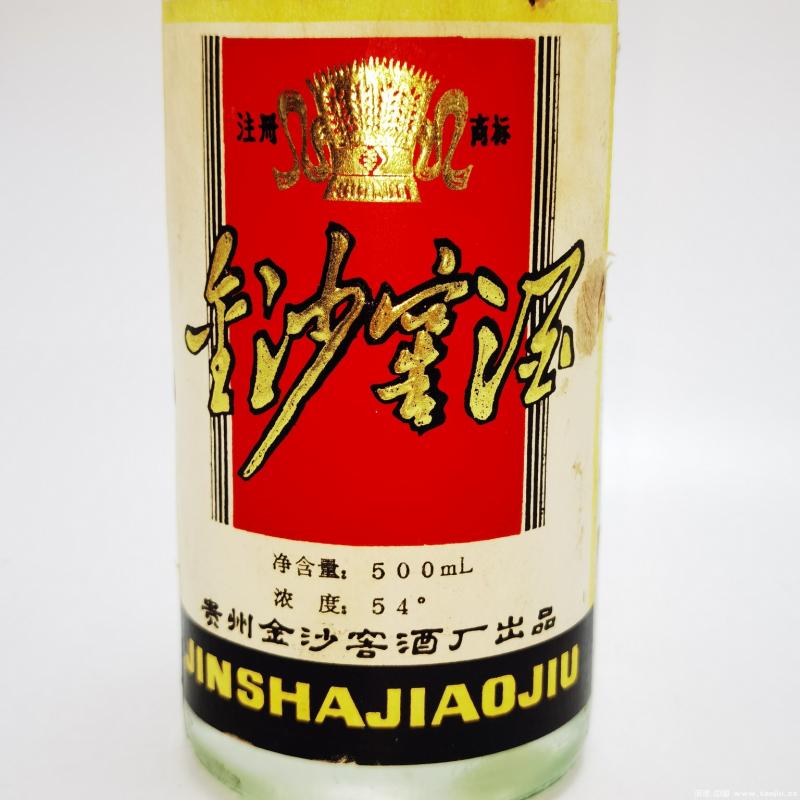 注册 商标
金沙窖酒
净含量：500mL
浓 度：54°
贵州金沙窖酒厂出品
JINSHAJIAOJIU